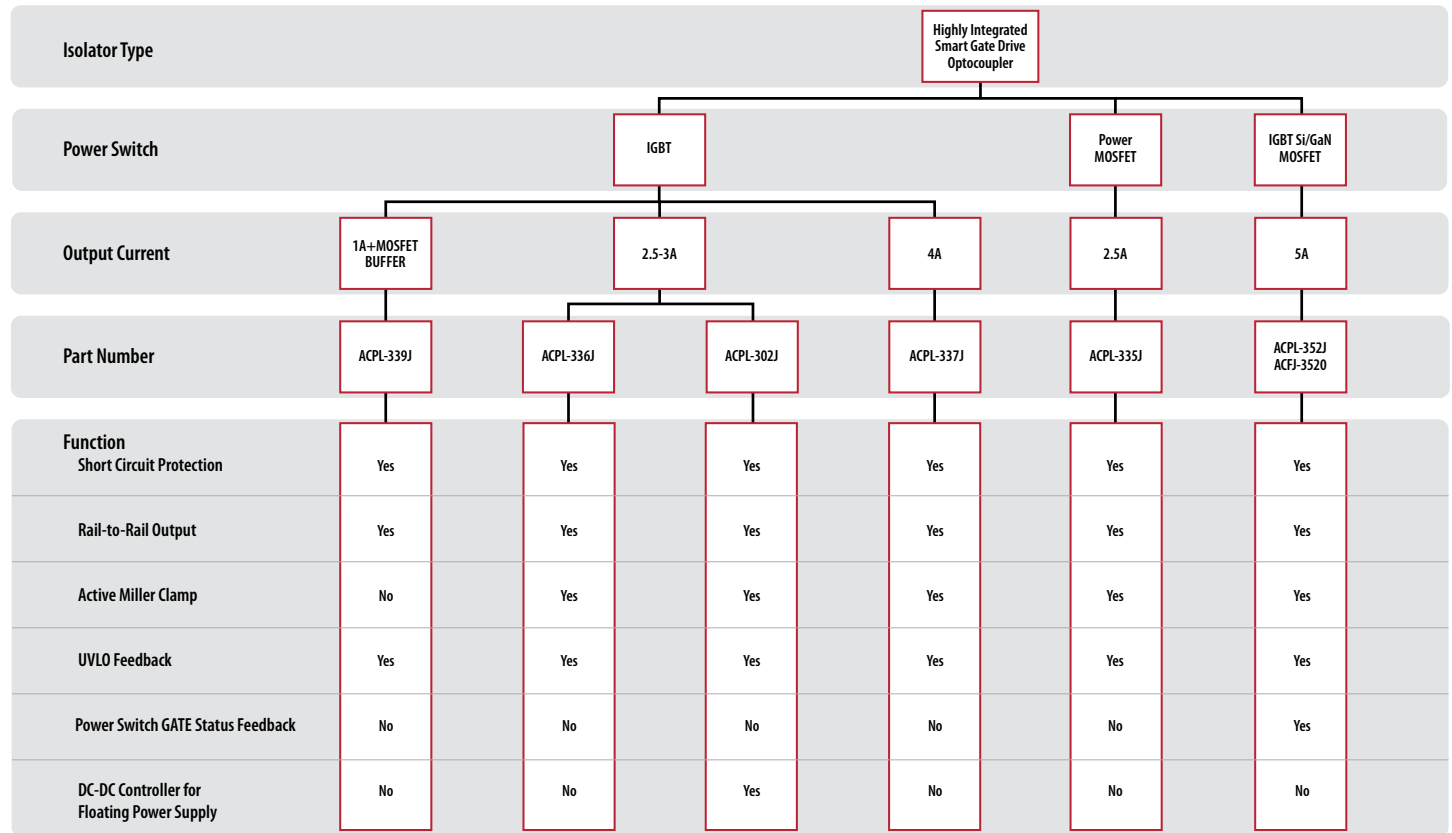 Isolator Type
Highly Integrated
Smart Gate Drive
Optocoupler
Power Switch
IGBT
Power
MOSFET
IGBT Si/GaN
MOSFET
Output Current
1A+MOSFET
BUFFER
2.5-3A
4A
2.5A
5A
Part Number
ACPL-339J
ACPL-336J
ACPL-302J
ACPL-337J
ACPL-335J
ACPL-352J
ACFJ-3520
Function
Short Circuit Protection
Yes Yes Yes Yes Yes Yes
Rail-to-Rail Output
Yes Yes Yes Yes Yes Yes
Active Miller Clamp
No Yes Yes Yes Yes Yes
UVLO Feedback
Yes Yes Yes Yes Yes Yes
Power Switch GATE Status Feedback
No No No No No Yes
DC-DC Controller for
Floating Power Supply
No No Yes No No No